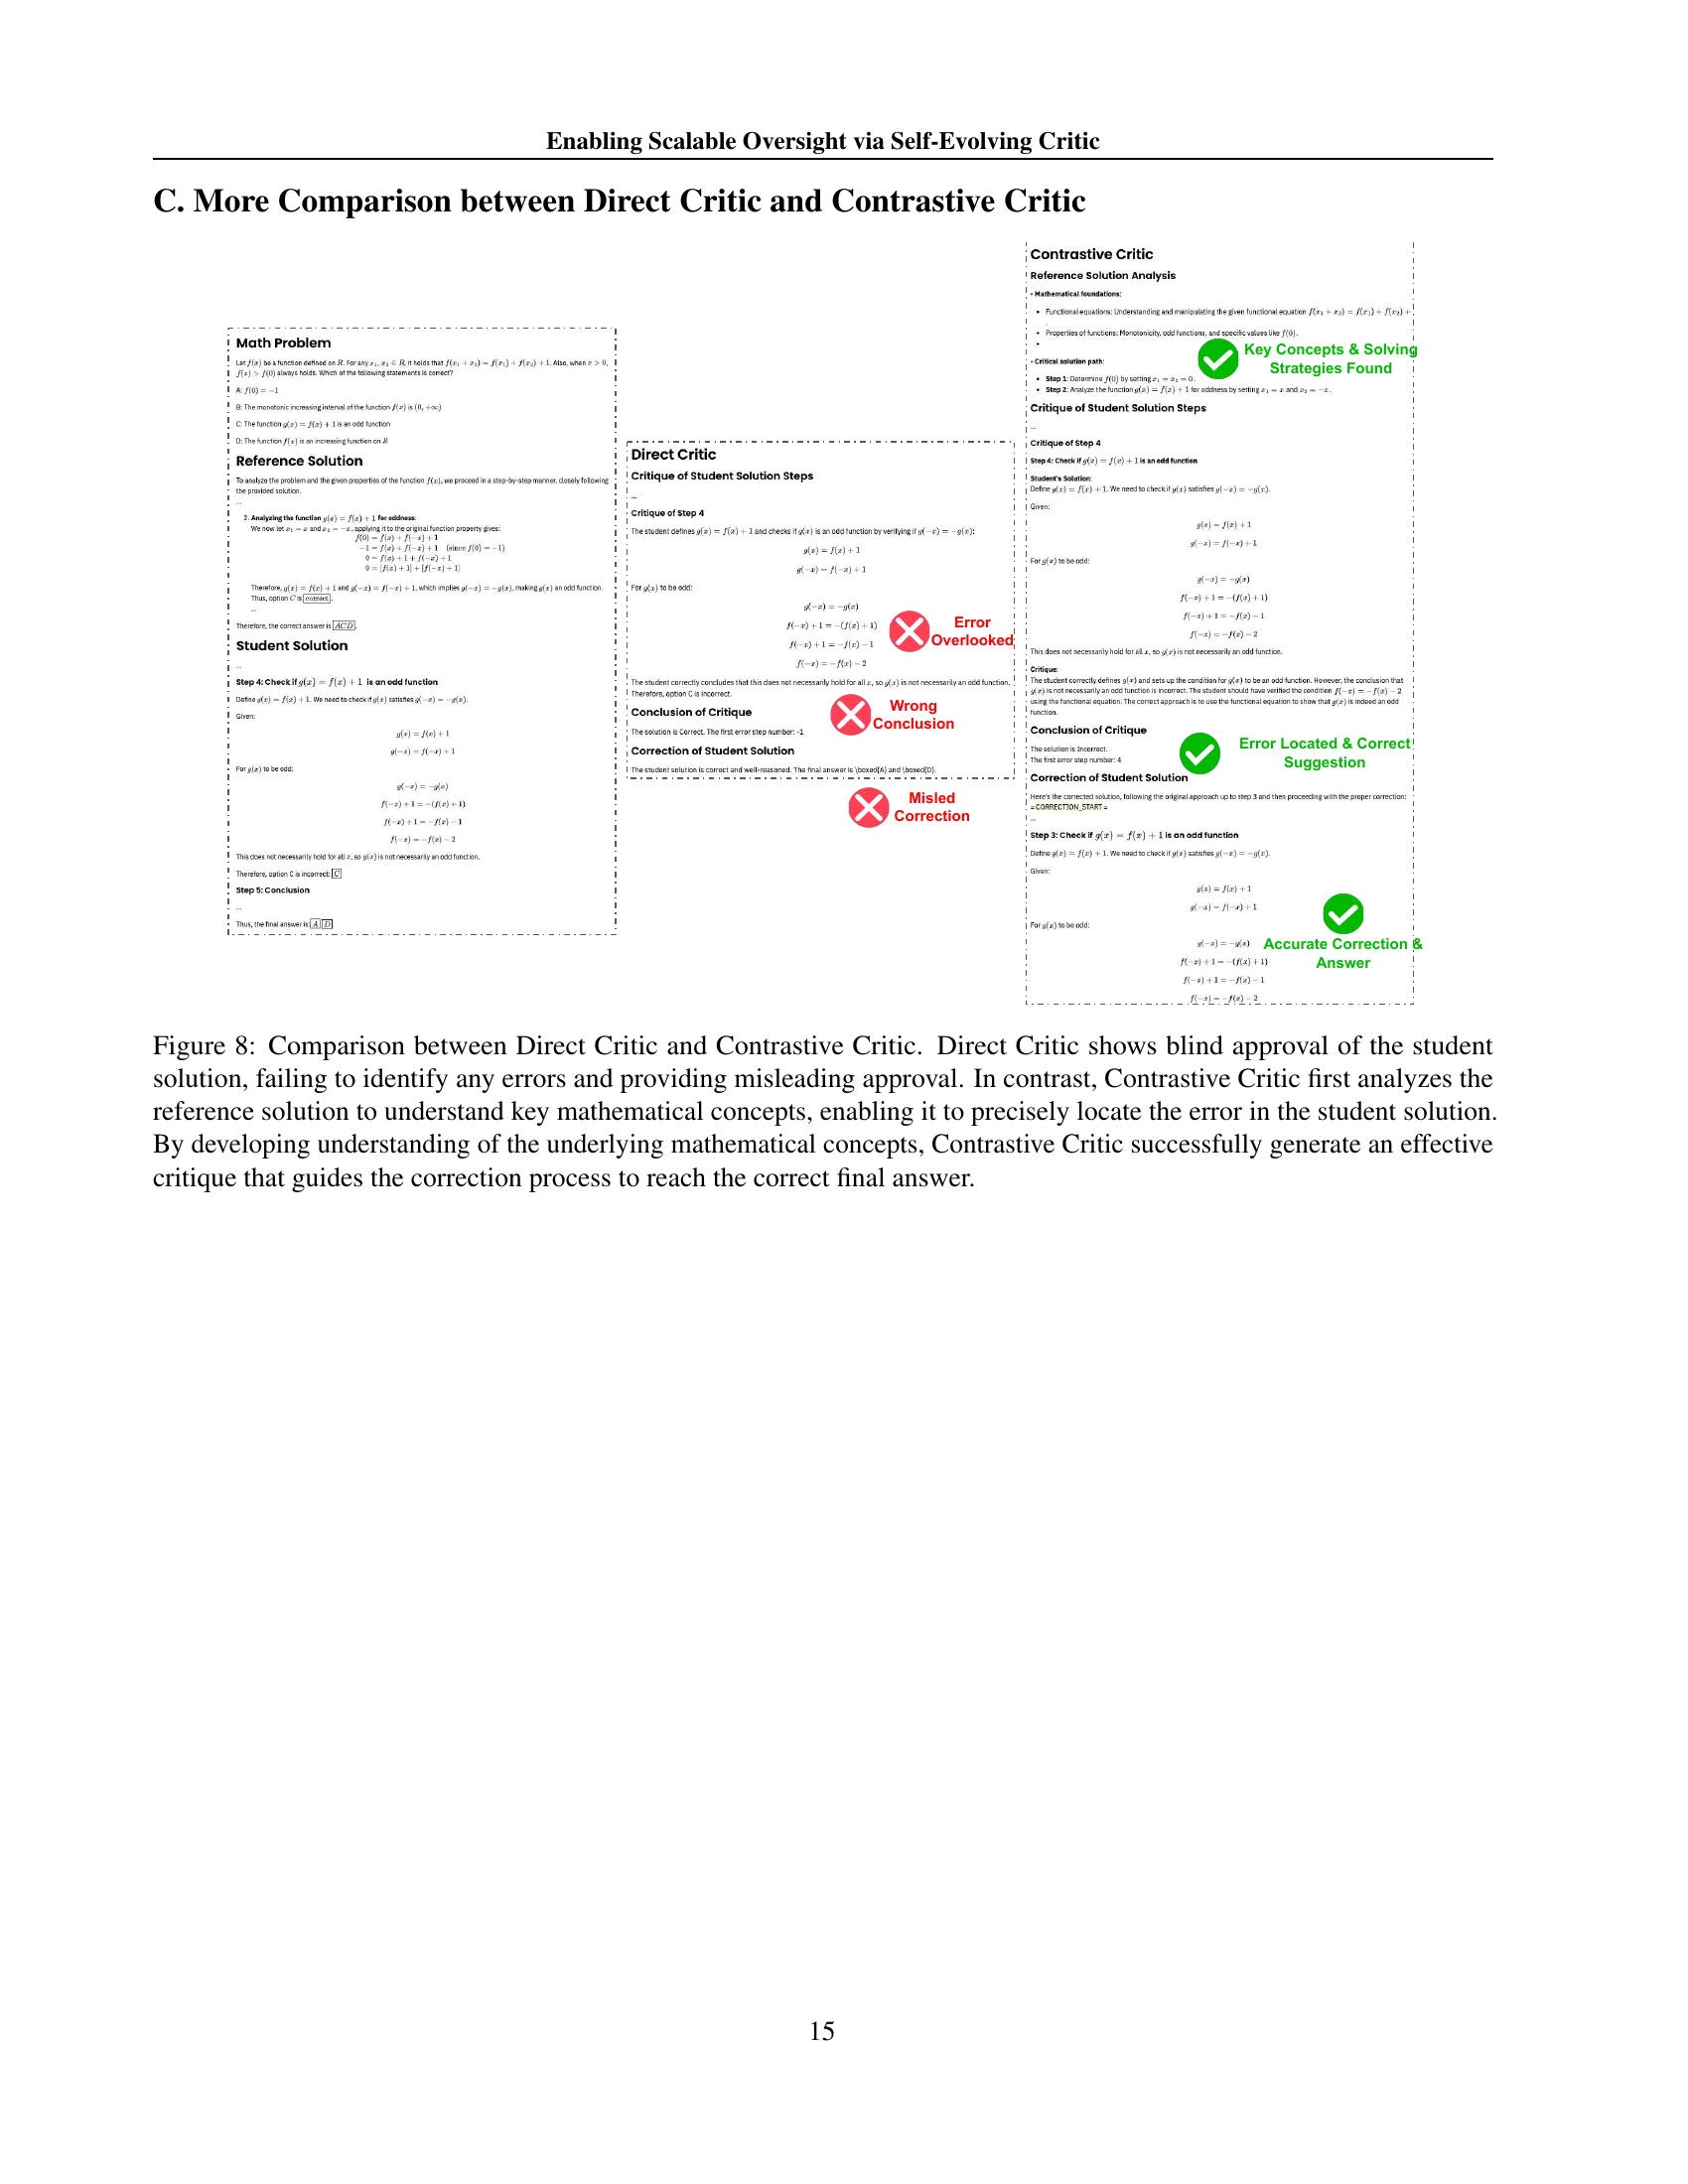 Enabling Scalable Oversight via Self-Evolving Critic
C. More Comparison between Direct Critic and Contrastive Critic
Math Problem
Let f(x) be a function defined on R. For any x₁, x₂ ∈ R, it holds that f(x₁ + x₂) = f(x₁) + f(x₂) + 1. Also, when x > 0,
f(x) > f(0) always holds. Which of the following statements is correct?
A: f(0) = −1
B: The monotonic increasing interval of the function f(x) is (0, +∞)
C: The function g(x) = f(x) + 1 is an odd function
D: The function f(x) is an increasing function on R
Reference Solution
To analyze the problem and the given properties of the function f(x), we proceed in a step-by-step manner, closely following
the provided solution.
...
2. Analyzing the function g(x) = f(x) + 1 for oddness:
We now let x₁ = x and x₂ = −x, applying it to the original function property gives:
f(0) = f(x) + f(−x) + 1
−1 = f(x) + f(−x) + 1 (since f(0) = −1)
0 = f(x) + 1 + f(−x) + 1
0 = [f(x) + 1] + [f(−x) + 1]
Therefore, g(x) = f(x) + 1 and g(−x) = f(−x) + 1, which implies g(−x) = −g(x), making g(x) an odd function.
Thus, option C is correct.
...
Therefore, the correct answer is ACD.
Student Solution
...
Step 4: Check if g(x) = f(x) + 1 is an odd function
Define g(x) = f(x) + 1. We need to check if g(x) satisfies g(−x) = −g(x).
Given:
g(x) = f(x) + 1
g(−x) = f(−x) + 1
For g(x) to be odd:
g(−x) = −g(x)
f(−x) + 1 = −(f(x) + 1)
f(−x) + 1 = −f(x) − 1
f(−x) = −f(x) − 2
This does not necessarily hold for all x, so g(x) is not necessarily an odd function.
Therefore, option C is incorrect: C
Step 5: Conclusion
...
Thus, the final answer is: A D
Direct Critic
Critique of Student Solution Steps
...
Critique of Step 4
The student defines g(x) = f(x) + 1 and checks if g(x) is an odd function by verifying if g(−x) = −g(x):
g(x) = f(x) + 1
g(−x) = f(−x) + 1
For g(x) to be odd:
g(−x) = −g(x)
f(−x) + 1 = −(f(x) + 1)
f(−x) + 1 = −f(x) − 1
f(−x) = −f(x) − 2
Error
Overlooked
The student correctly concludes that this does not necessarily hold for all x, so g(x) is not necessarily an odd function.
Therefore, option C is incorrect.
Wrong
Conclusion
Conclusion of Critique
The solution is Correct. The first error step number: -1
Correction of Student Solution
The student solution is correct and well-reasoned. The final answer is \boxed{A} and \boxed{D}.
Misled
Correction
Contrastive Critic
Reference Solution Analysis
• Mathematical foundations:
• Functional equations: Understanding and manipulating the given functional equation f(x₁ + x₂) = f(x₁) + f(x₂) +
.
• Properties of functions: Monotonicity, odd functions, and specific values like f(0).
•
Key Concepts & Solving
Strategies Found
• Critical solution path:
• Step 1: Determine f(0) by setting x₁ = x₂ = 0.
• Step 2: Analyze the function g(x) = f(x) + 1 for oddness by setting x₁ = x and x₂ = −x.
Critique of Student Solution Steps
...
Critique of Step 4
Step 4: Check if g(x) = f(x) + 1 is an odd function
Student's Solution:
Define g(x) = f(x) + 1. We need to check if g(x) satisfies g(−x) = −g(x).
Given:
g(x) = f(x) + 1
g(−x) = f(−x) + 1
For g(x) to be odd:
g(−x) = −g(x)
f(−x) + 1 = −(f(x) + 1)
f(−x) + 1 = −f(x) − 1
f(−x) = −f(x) − 2
This does not necessarily hold for all x, so g(x) is not necessarily an odd function.
Critique:
The student correctly defines g(x) and sets up the condition for g(x) to be an odd function. However, the conclusion that
g(x) is not necessarily an odd function is incorrect. The student should have verified the condition f(−x) = −f(x) − 2
using the functional equation. The correct approach is to use the functional equation to show that g(x) is indeed an odd
function.
Conclusion of Critique
The solution is Incorrect.
The first error step number: 4
Error Located & Correct
Suggestion
Correction of Student Solution
Here's the corrected solution, following the original approach up to step 3 and then proceeding with the proper correction:
=CORRECTION_START =
...
Step 3: Check if g(x) = f(x) + 1 is an odd function
Define g(x) = f(x) + 1. We need to check if g(x) satisfies g(−x) = −g(x).
Given:
g(x) = f(x) + 1
g(−x) = f(−x) + 1
For g(x) to be odd:
g(−x) = −g(x)
f(−x) + 1 = −(f(x) + 1)
f(−x) + 1 = −f(x) − 1
f(−x) = −f(x) − 2
Accurate Correction &
Answer
Figure 8: Comparison between Direct Critic and Contrastive Critic. Direct Critic shows blind approval of the student
solution, failing to identify any errors and providing misleading approval. In contrast, Contrastive Critic first analyzes the
reference solution to understand key mathematical concepts, enabling it to precisely locate the error in the student solution.
By developing understanding of the underlying mathematical concepts, Contrastive Critic successfully generate an effective
critique that guides the correction process to reach the correct final answer.
15